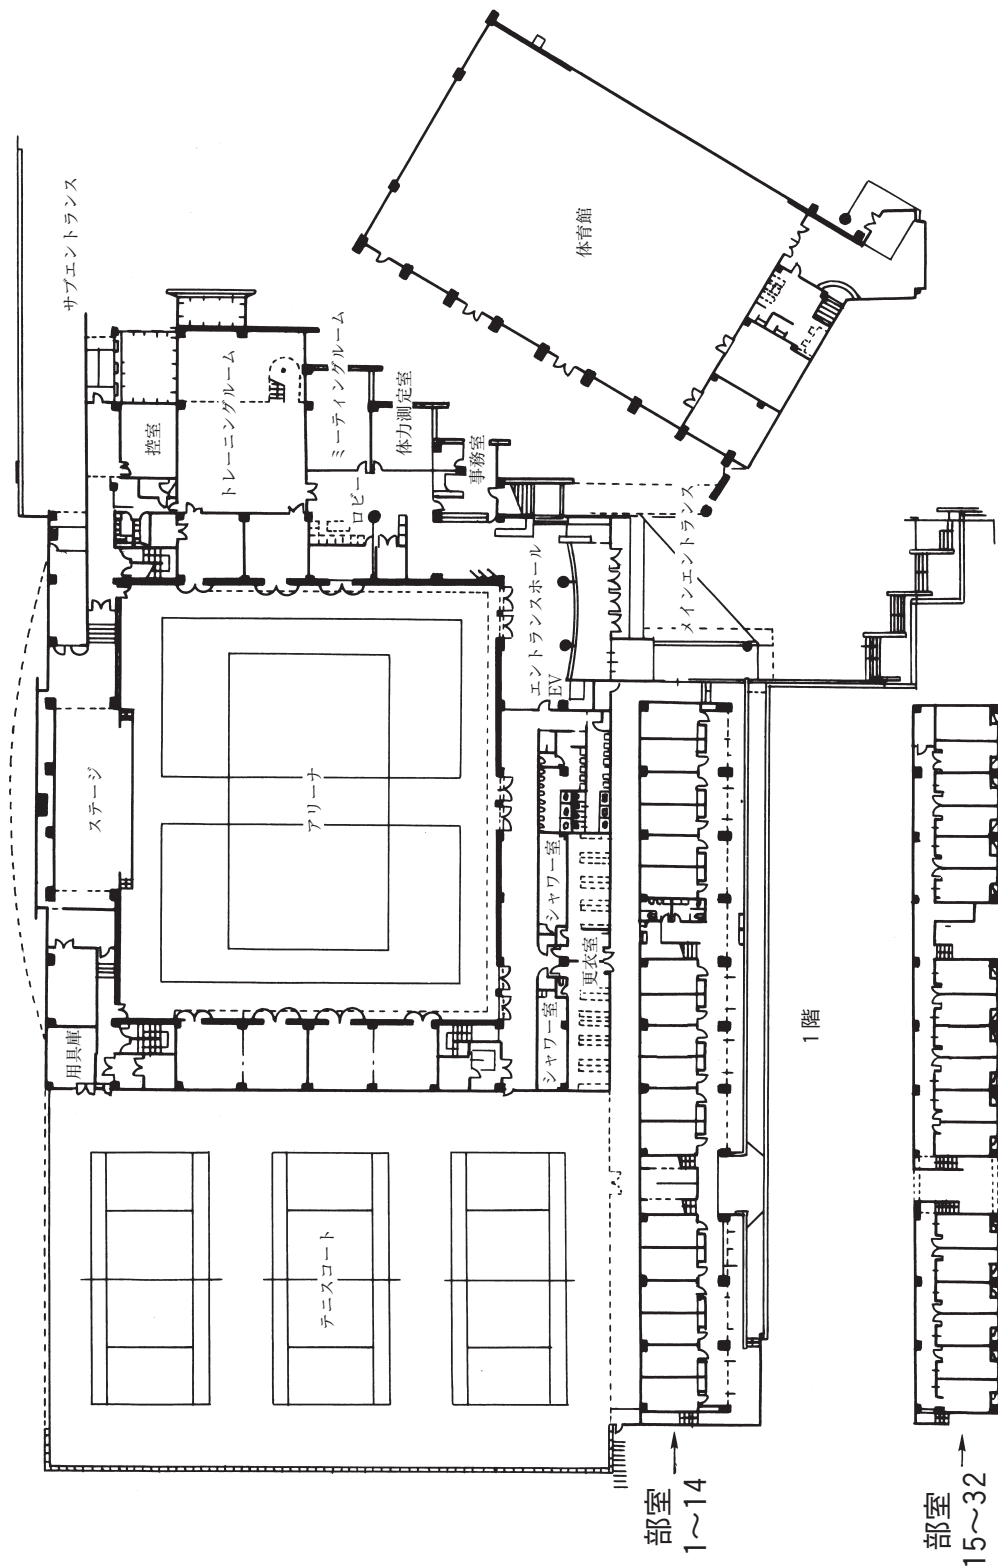 サブエントランス
控室
トレーニングルーム
ミーティングルーム
体力測定室
ロビー
事務室
体育館
メインエントランス
エントランスホール
EV
ステージ
アリーナ
用具庫
シャワー室
シャワー室
更衣室
テニスコート
1階
部室
1～14
部室
15～32